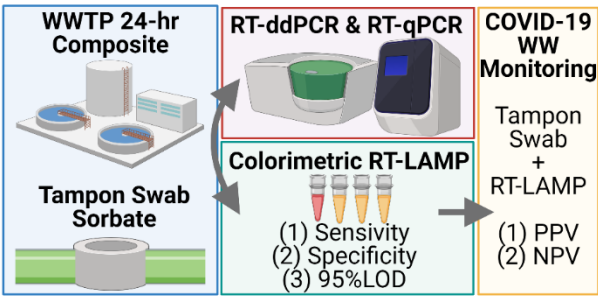 WWTP 24-hr
Composite
Tampon Swab
Sorbate
RT-ddPCR & RT-qPCR
Colorimetric RT-LAMP
(1) Sensivity
(2) Specificity
(3) 95%LOD
COVID-19
WW
Monitoring
Tampon
Swab
+
RT-LAMP
(1) PPV
(2) NPV